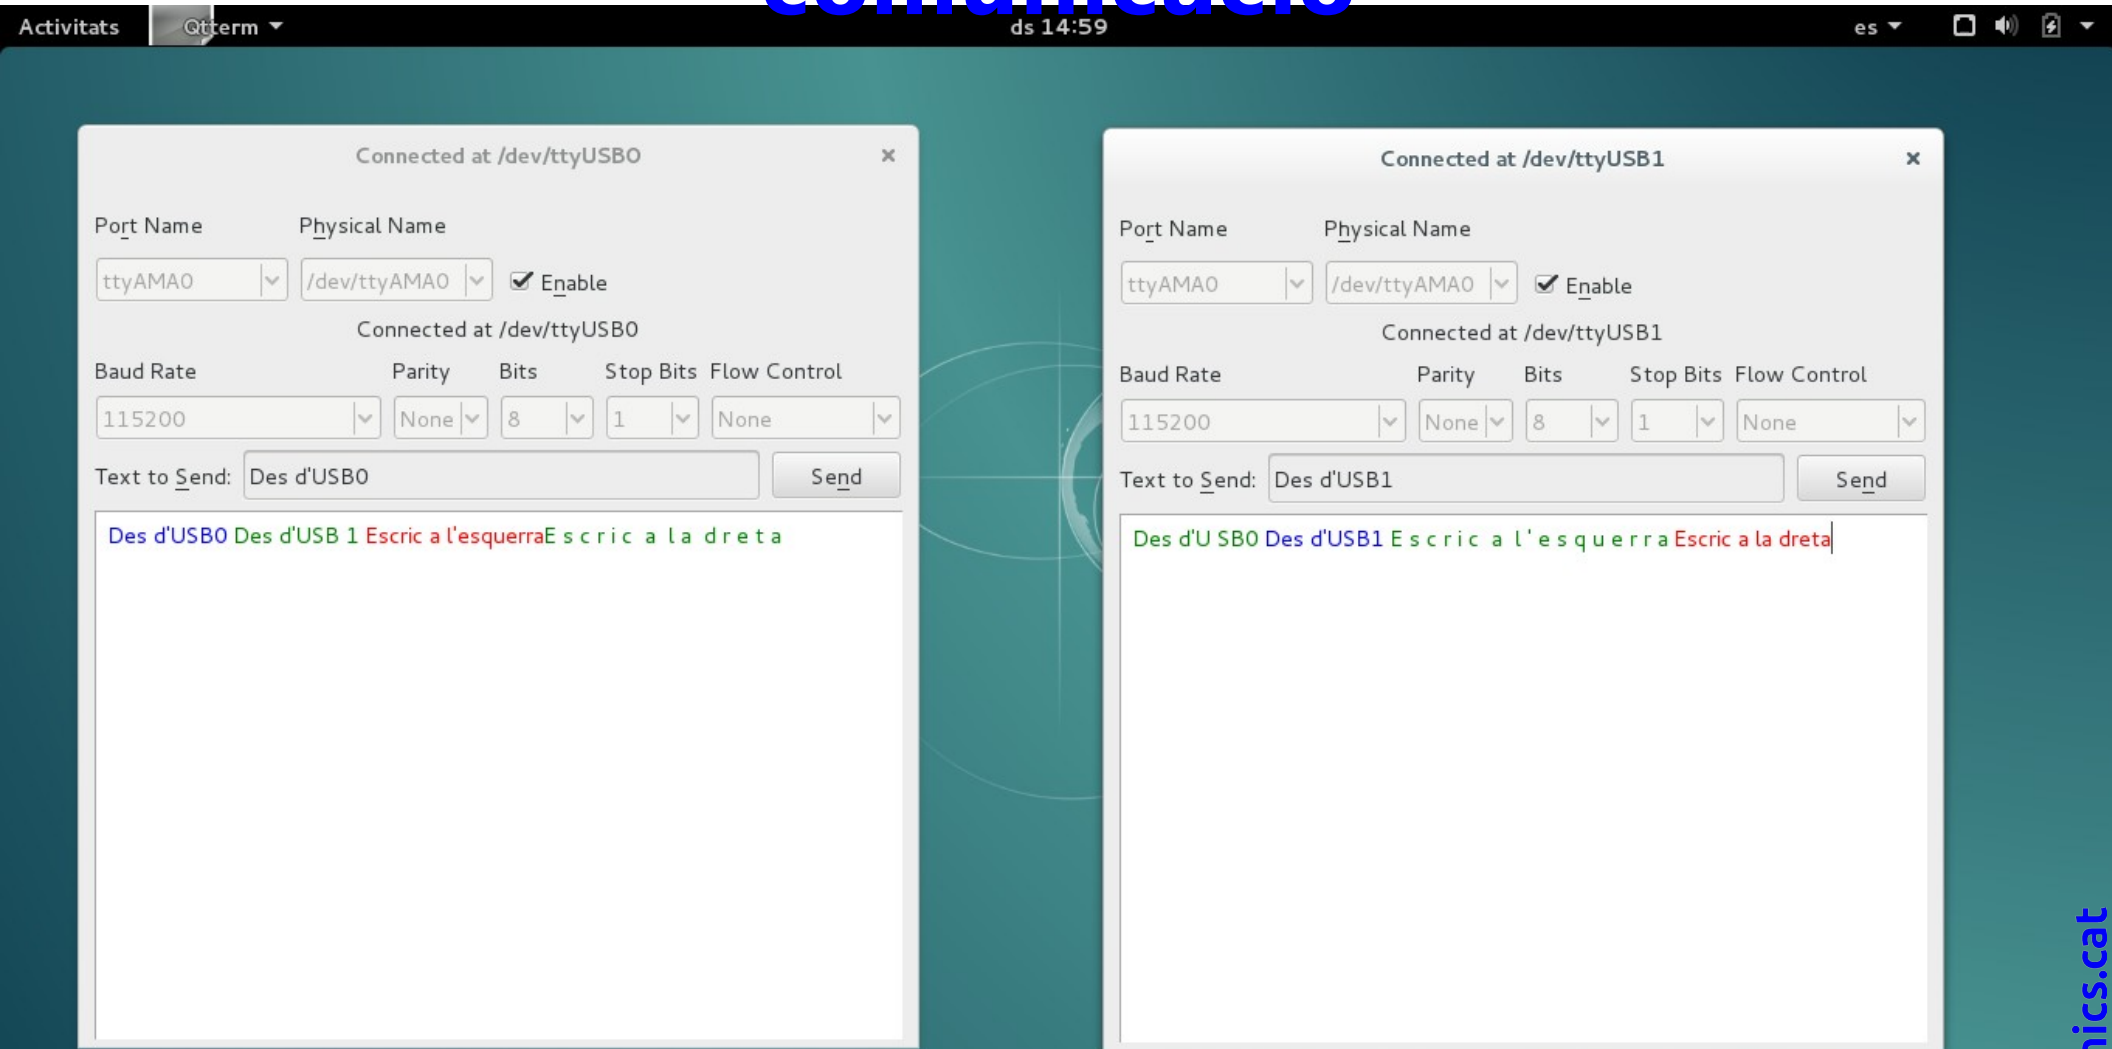 comunicació
Activitats Qtterm ds 14:59 es
Connected at /dev/ttyUSB0
Port Name Physical Name
ttyAMA0 /dev/ttyAMA0 Enable
Connected at /dev/ttyUSB0
Baud Rate Parity Bits Stop Bits Flow Control
115200 None 8 1 None
Text to Send: Des d'USB0 Send
Des d'USB0 Des d'USB 1 Escric a l'esquerraE s c r i c a l a d r e t a
Connected at /dev/ttyUSB1
Port Name Physical Name
ttyAMA0 /dev/ttyAMA0 Enable
Connected at /dev/ttyUSB1
Baud Rate Parity Bits Stop Bits Flow Control
115200 None 8 1 None
Text to Send: Des d'USB1 Send
Des d'U SB0 Des d'USB1 E s c r i c a l ' e s q u e r r a Escric a la dreta
nics.cat